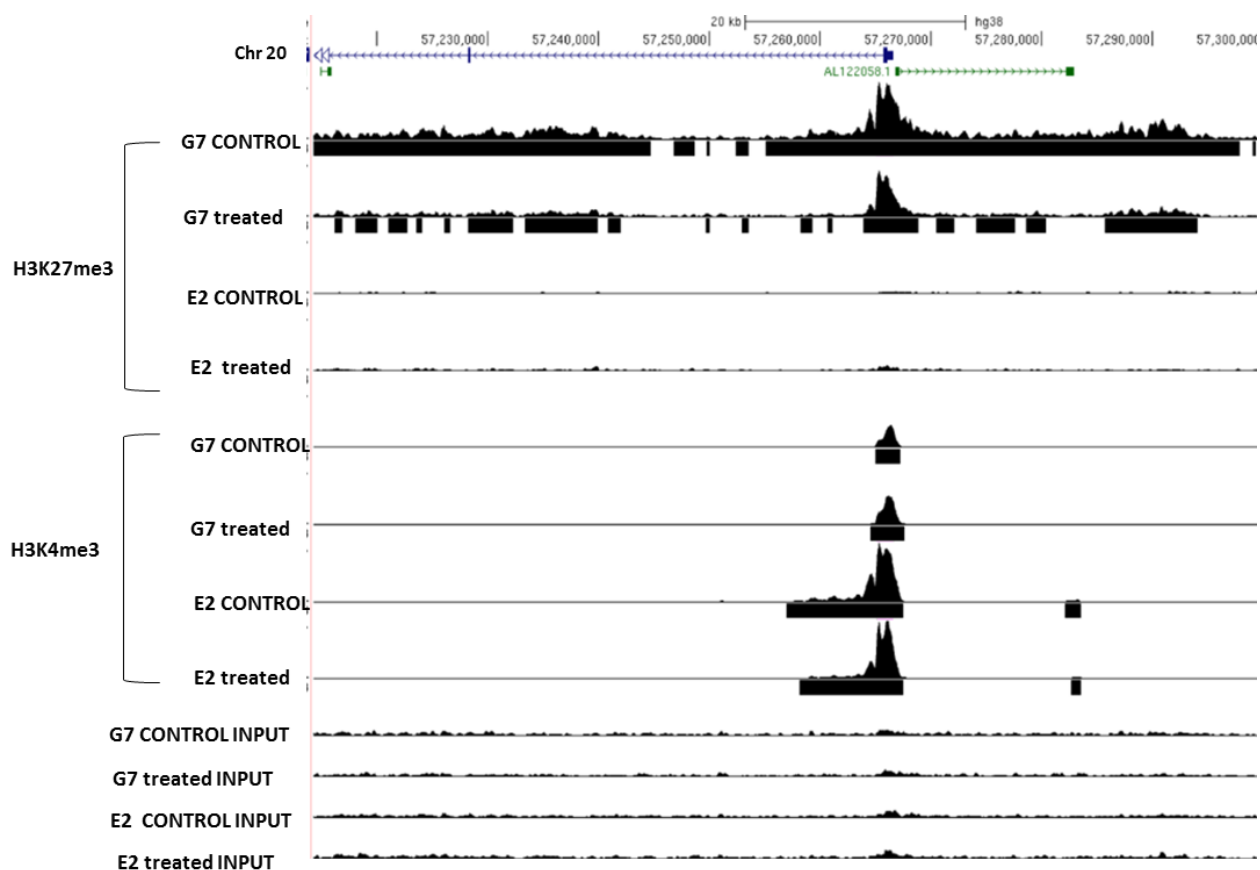 20 kb hg38
57,230,000 57,240,000 57,250,000 57,260,000 57,270,000 57,280,000 57,290,000 57,300,000
Chr 20
AL122058.1
G7 CONTROL
G7 treated
H3K27me3
E2 CONTROL
E2 treated
G7 CONTROL
G7 treated
H3K4me3
E2 CONTROL
E2 treated
G7 CONTROL INPUT
G7 treated INPUT
E2 CONTROL INPUT
E2 treated INPUT